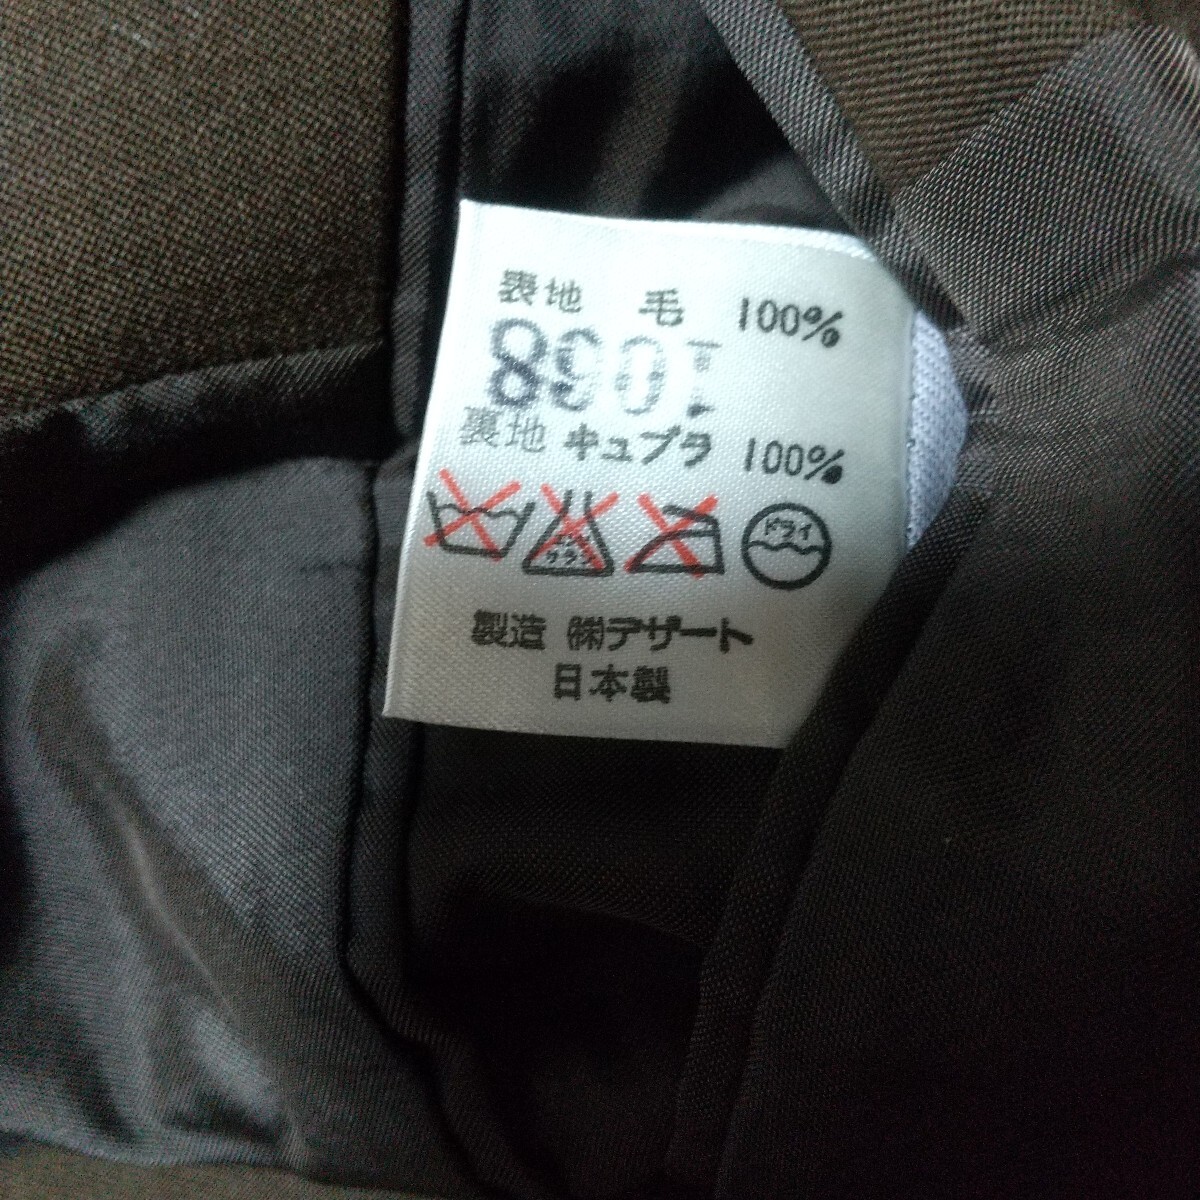 表地 毛 100%
裏地 キュプラ 100%
ドライ
製造 ㈱リザート
日本製